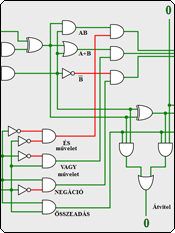 0
AB
A+B
B
ÉS
művelet
VAGY
művelet
NEGÁCIÓ
ÖSSZEADÁS
Átvitel
0